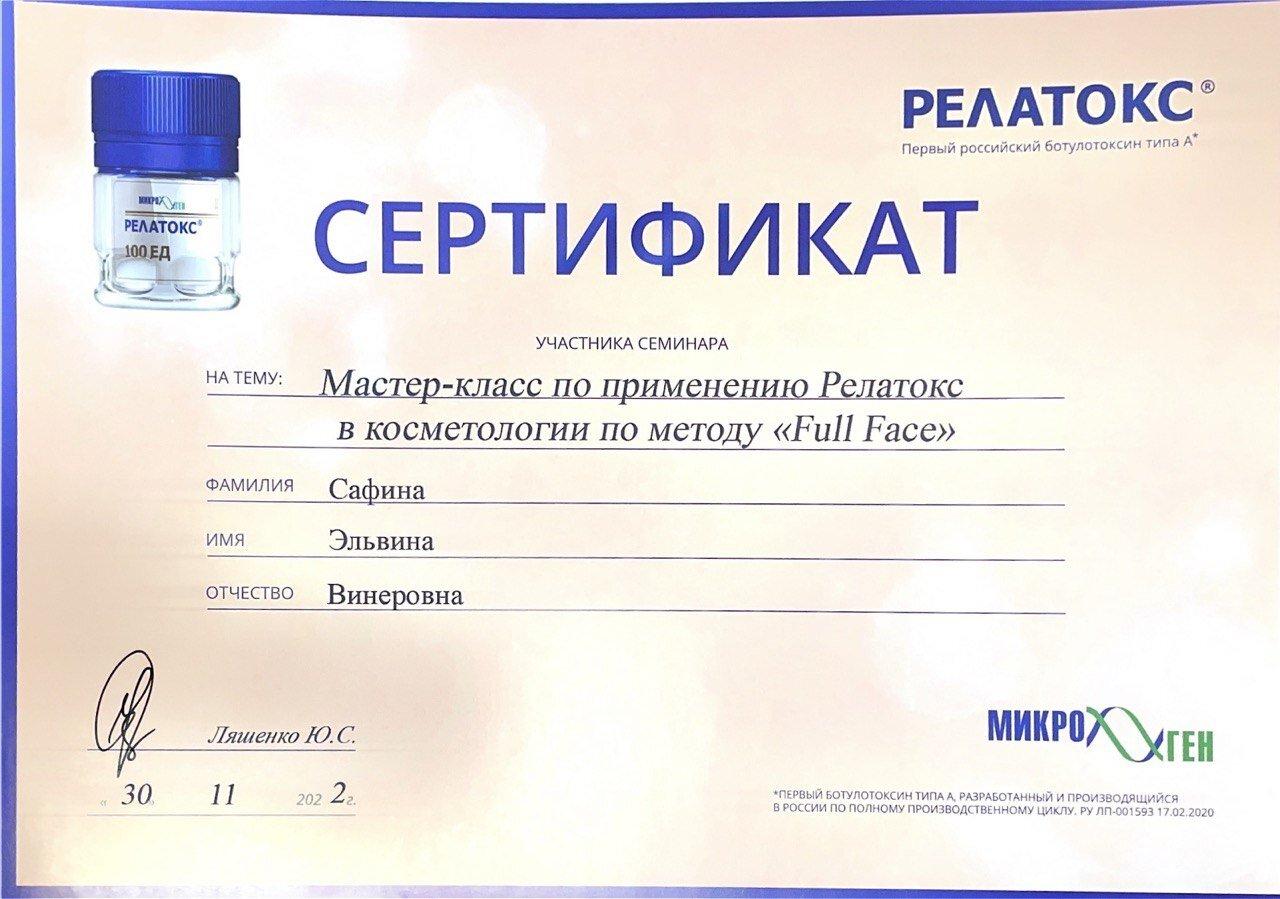 РЕЛАТОКС®
Первый российский ботулотоксин типа А*
МИКРОГЕН
РЕЛАТОКС®
100 ЕД
СЕРТИФИКАТ
УЧАСТНИКА СЕМИНАРА
НА ТЕМУ: Мастер-класс по применению Релатокс
в косметологии по методу «Full Face»
ФАМИЛИЯ Сафина
ИМЯ Эльвина
ОТЧЕСТВО Винеровна
Ляшенко Ю.С.
« 30 » 11 2022 г.
МИКРОГЕН
*ПЕРВЫЙ БОТУЛОТОКСИН ТИПА А, РАЗРАБОТАННЫЙ И ПРОИЗВОДЯЩИЙСЯ
В РОССИИ ПО ПОЛНОМУ ПРОИЗВОДСТВЕННОМУ ЦИКЛУ. РУ ЛП-001593 17.02.2020